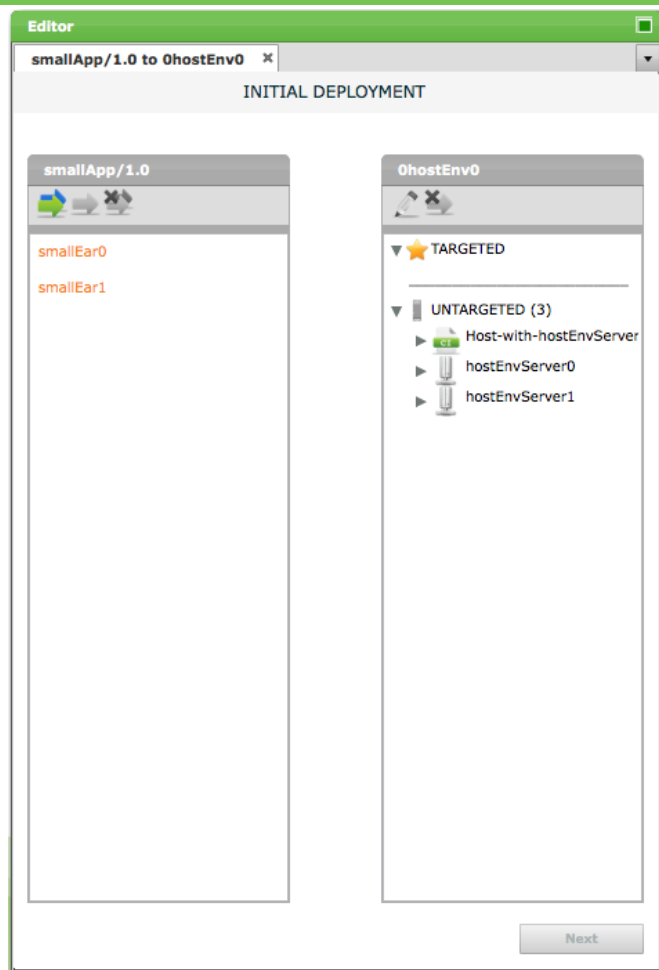 Editor
smallApp/1.0 to 0hostEnv0
INITIAL DEPLOYMENT
smallApp/1.0
smallEar0
smallEar1
0hostEnv0
TARGETED
UNTARGETED (3)
CI
Host-with-hostEnvServer
hostEnvServer0
hostEnvServer1
Next